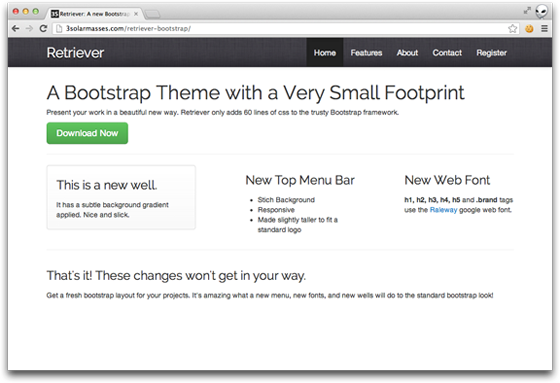 3S Retriever: A new Bootstrap
3solarmasses.com/retriever-bootstrap/
Retriever
Home Features About Contact Register
A Bootstrap Theme with a Very Small Footprint
Present your work in a beautiful new way. Retriever only adds 60 lines of css to the trusty Bootstrap framework.
Download Now
This is a new well.
It has a subtle background gradient
applied. Nice and slick.
New Top Menu Bar
Stich Background
Responsive
Made slightly taller to fit a
standard logo
New Web Font
h1, h2, h3, h4, h5 and .brand tags
use the Raleway google web font.
That's it! These changes won't get in your way.
Get a fresh bootstrap layout for your projects. It's amazing what a new menu, new fonts, and new wells will do to the standard bootstrap look!